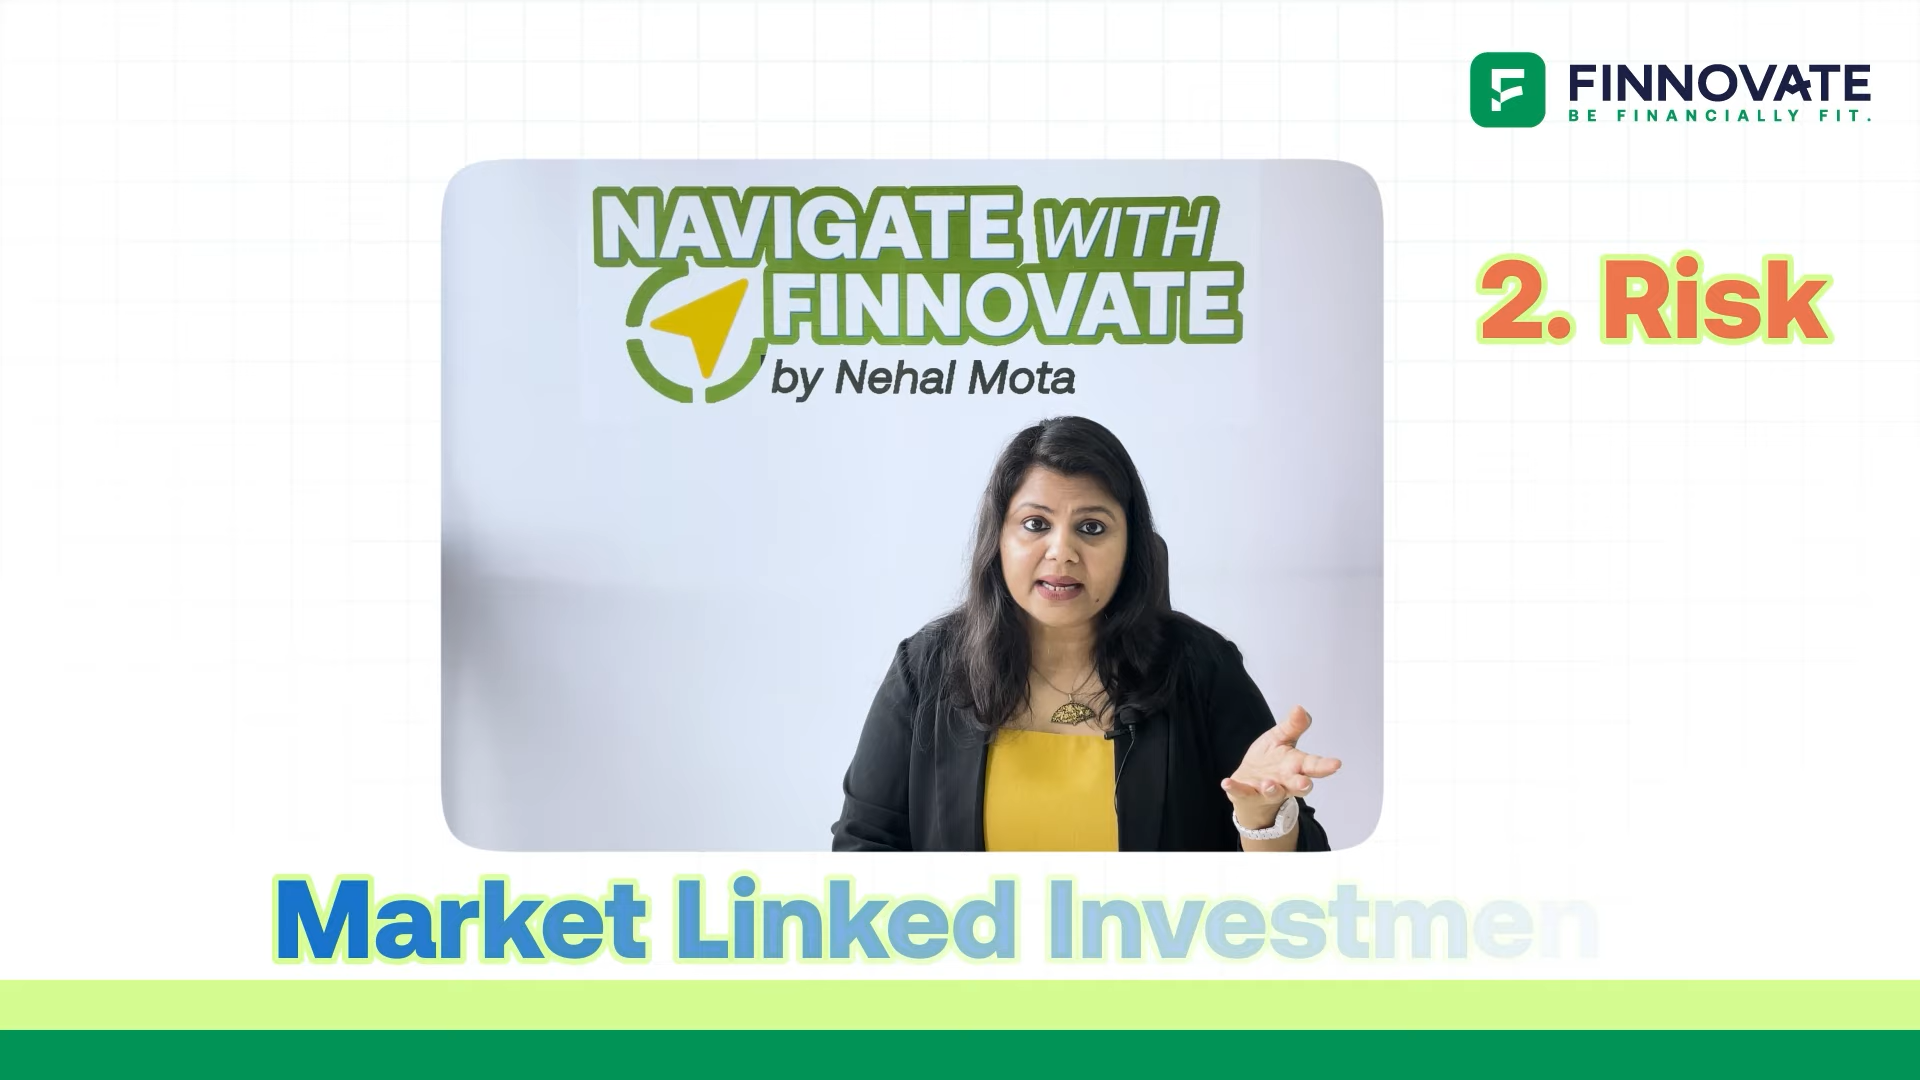 FINNOVATE
BE FINANCIALLY FIT.
NAVIGATE WITH
FINNOVATE
by Nehal Mota
2. Risk
Market Linked Investmen